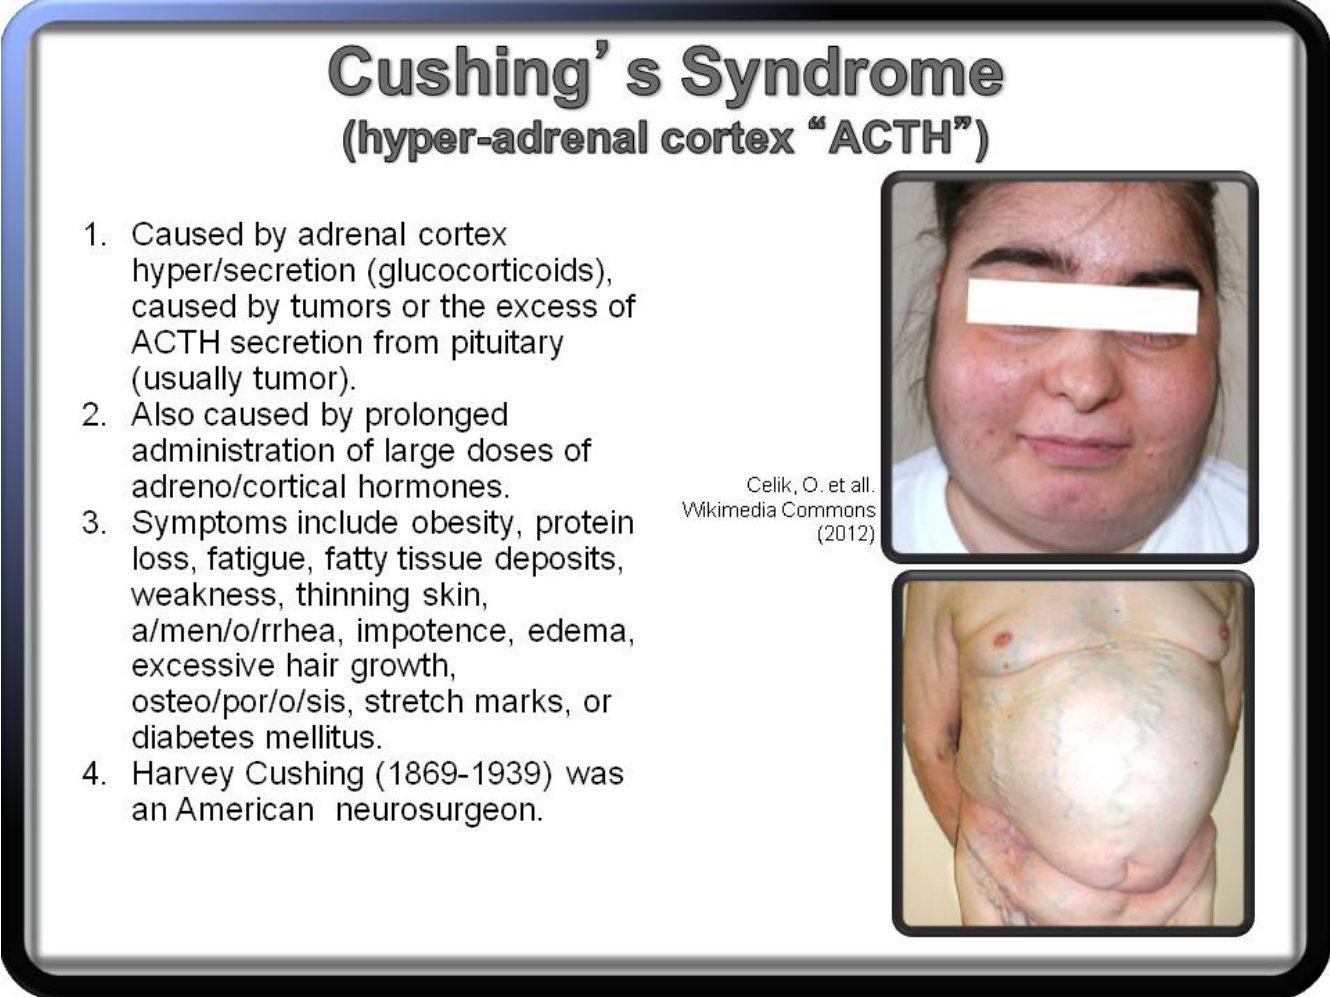 Cushing’s Syndrome
(hyper-adrenal cortex “ACTH”)
1. Caused by adrenal cortex
hyper/secretion (glucocorticoids),
caused by tumors or the excess of
ACTH secretion from pituitary
(usually tumor).
2. Also caused by prolonged
administration of large doses of
adreno/cortical hormones.
3. Symptoms include obesity, protein
loss, fatigue, fatty tissue deposits,
weakness, thinning skin,
a/men/o/rrhea, impotence, edema,
excessive hair growth,
osteo/por/o/sis, stretch marks, or
diabetes mellitus.
4. Harvey Cushing (1869-1939) was
an American neurosurgeon.
Celik, O. et all.
Wikimedia Commons
(2012)